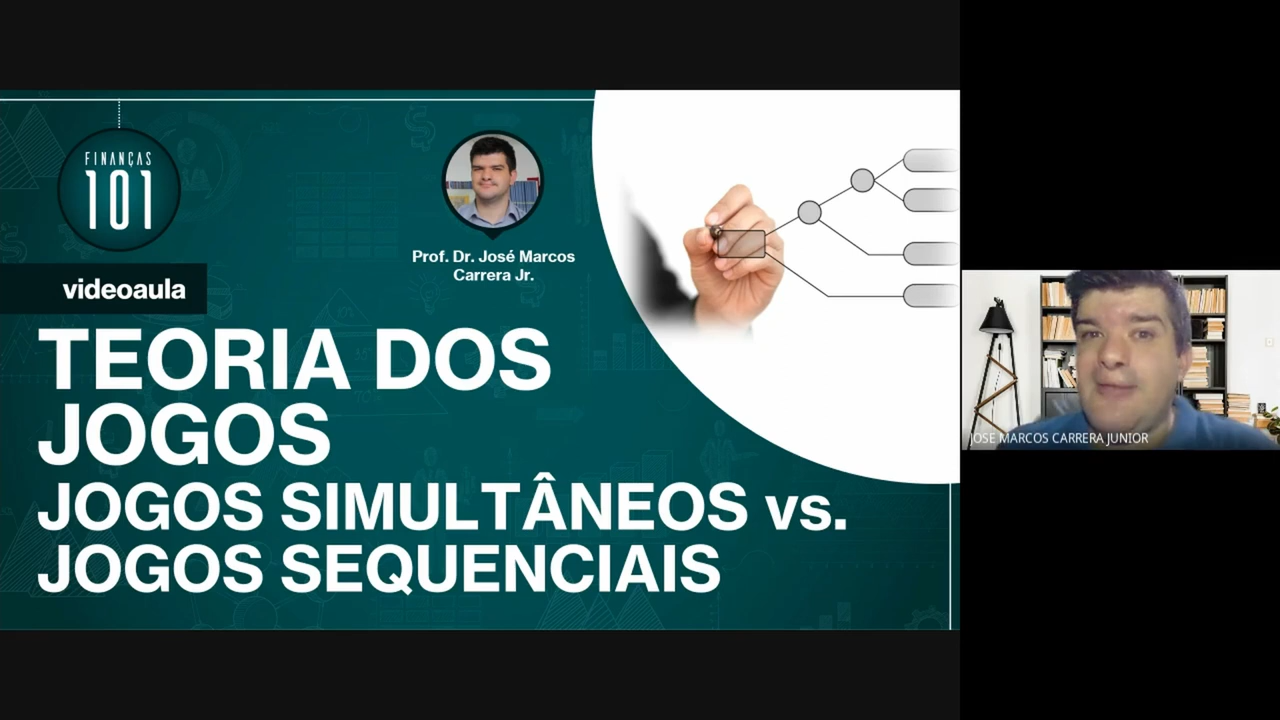 FINANÇAS
101
Prof. Dr. José Marcos
Carrera Jr.
videoaula
TEORIA DOS
JOGOS
JOGOS SIMULTÂNEOS vs.
JOGOS SEQUENCIAIS
JOSE MARCOS CARRERA JUNIOR